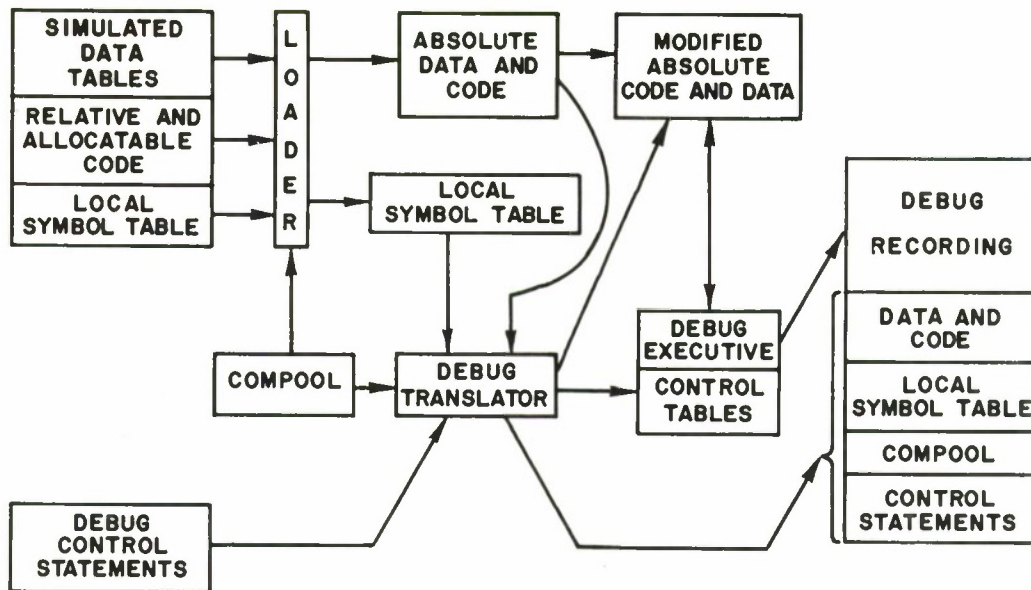 SIMULATED
DATA
TABLES
RELATIVE AND
ALLOCATABLE
CODE
LOCAL
SYMBOL TABLE
LOADER
ABSOLUTE
DATA AND
CODE
MODIFIED
ABSOLUTE
CODE AND DATA
LOCAL
SYMBOL TABLE
COMPOOL
DEBUG
TRANSLATOR
DEBUG
EXECUTIVE
CONTROL
TABLES
DEBUG
CONTROL
STATEMENTS
DEBUG
RECORDING
DATA AND
CODE
LOCAL
SYMBOL TABLE
COMPOOL
CONTROL
STATEMENTS